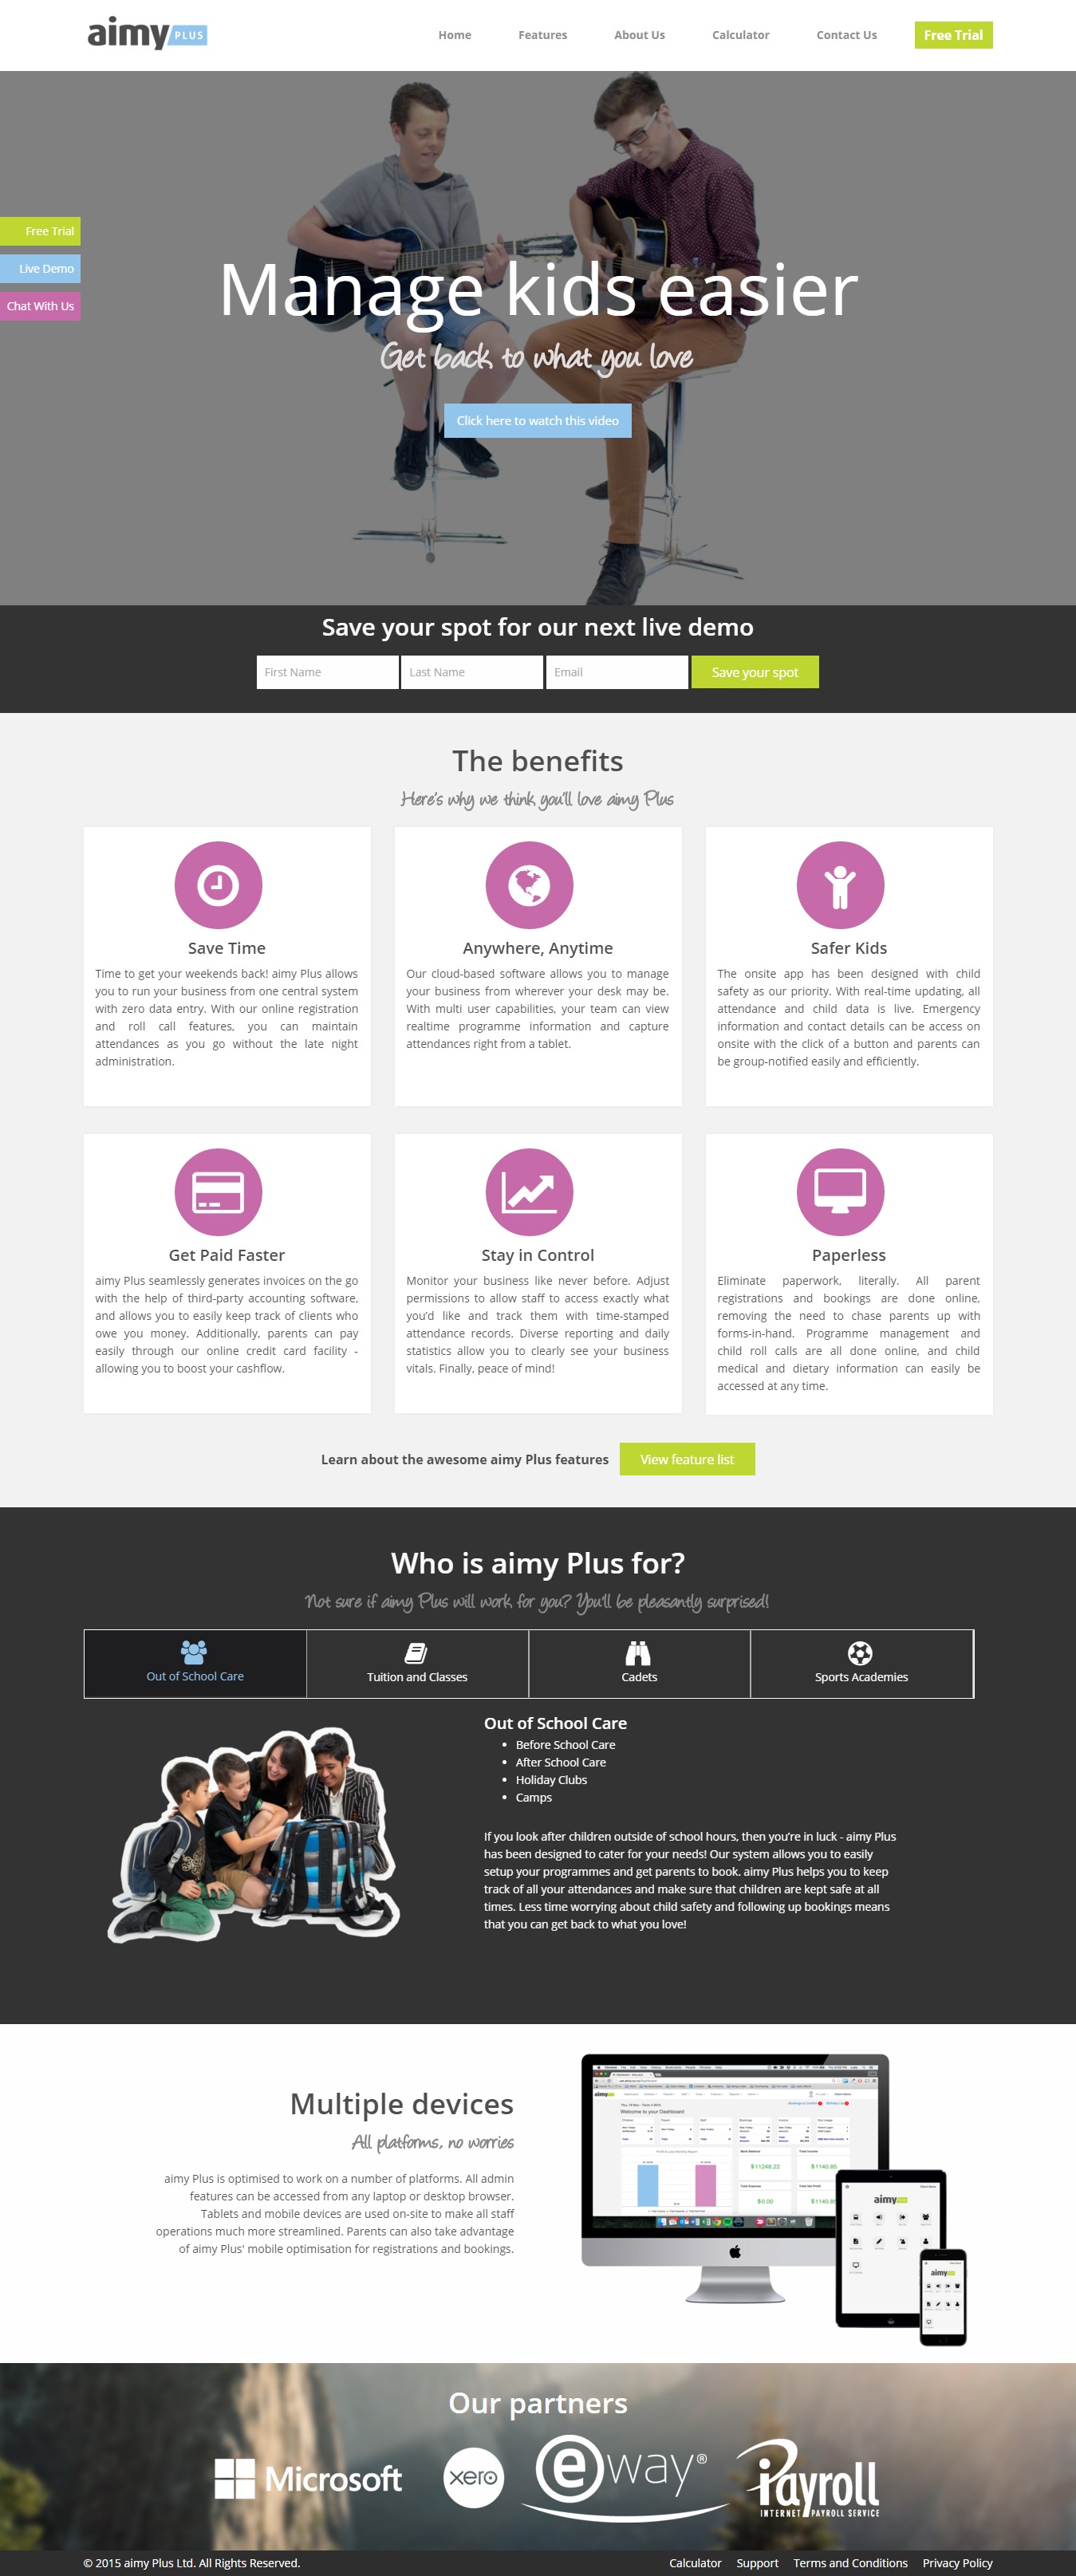 aimy PLUS
Home Features About Us Calculator Contact Us Free Trial
Free Trial
Live Demo
Chat With Us
Manage kids easier
Get back to what you love
Click here to watch this video
Save your spot for our next live demo
First Name Last Name Email Save your spot
The benefits
Here's why we think you'll love aimy Plus
Save Time
Time to get your weekends back! aimy Plus allows
you to run your business from one central system
with zero data entry. With our online registration
and roll call features, you can maintain
attendances as you go without the late night
administration.
Anywhere, Anytime
Our cloud-based software allows you to manage
your business from wherever your desk may be.
With multi user capabilities, your team can view
realtime programme information and capture
attendances right from a tablet.
Safer Kids
The onsite app has been designed with child
safety as our priority. With real-time updating, all
attendance and child data is live. Emergency
information and contact details can be access on
onsite with the click of a button and parents can
be group-notified easily and efficiently.
Get Paid Faster
aimy Plus seamlessly generates invoices on the go
with the help of third-party accounting software,
and allows you to easily keep track of clients who
owe you money. Additionally, parents can pay
easily through our online credit card facility -
allowing you to boost your cashflow.
Stay in Control
Monitor your business like never before. Adjust
permissions to allow staff to access exactly what
you'd like and track them with time-stamped
attendance records. Diverse reporting and daily
statistics allow you to clearly see your business
vitals. Finally, peace of mind!
Paperless
Eliminate paperwork, literally. All parent
registrations and bookings are done online,
removing the need to chase parents up with
forms-in-hand. Programme management and
child roll calls are all done online, and child
medical and dietary information can easily be
accessed at any time.
Learn about the awesome aimy Plus features View feature list
Who is aimy Plus for?
Not sure if aimy Plus will work for you? You'll be pleasantly surprised!
Out of School Care Tuition and Classes Cadets Sports Academies
Out of School Care
• Before School Care
• After School Care
• Holiday Clubs
• Camps
If you look after children outside of school hours, then you're in luck - aimy Plus
has been designed to cater for your needs! Our system allows you to easily
setup your programmes and get parents to book. aimy Plus helps you to keep
track of all your attendances and make sure that children are kept safe at all
times. Less time worrying about child safety and following up bookings means
that you can get back to what you love!
Multiple devices
All platforms, no worries
aimy Plus is optimised to work on a number of platforms. All admin
features can be accessed from any laptop or desktop browser.
Tablets and mobile devices are used on-site to make all staff
operations much more streamlined. Parents can also take advantage
of aimy Plus' mobile optimisation for registrations and bookings.
aimy
Welcome to your Dashboard
$11248.22
$0.00
aimy
aimy
Our partners
Microsoft xero eway® iPayroll
INTERNET PAYROLL SERVICE
© 2015 aimy Plus Ltd. All Rights Reserved. Calculator Support Terms and Conditions Privacy Policy